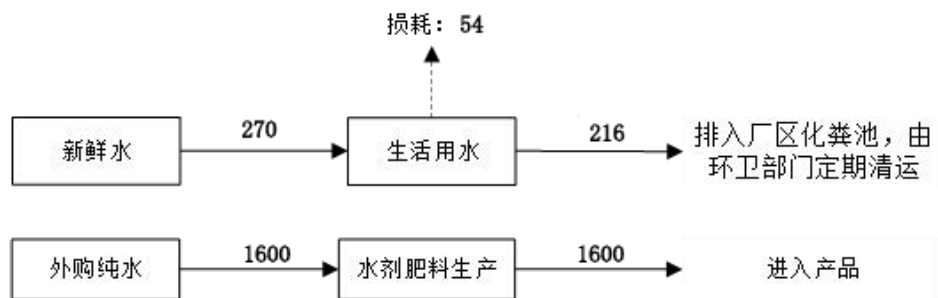 损耗：54
新鲜水
270
生活用水
216
排入厂区化粪池，由
环卫部门定期清运
外购纯水
1600
水剂肥料生产
1600
进入产品